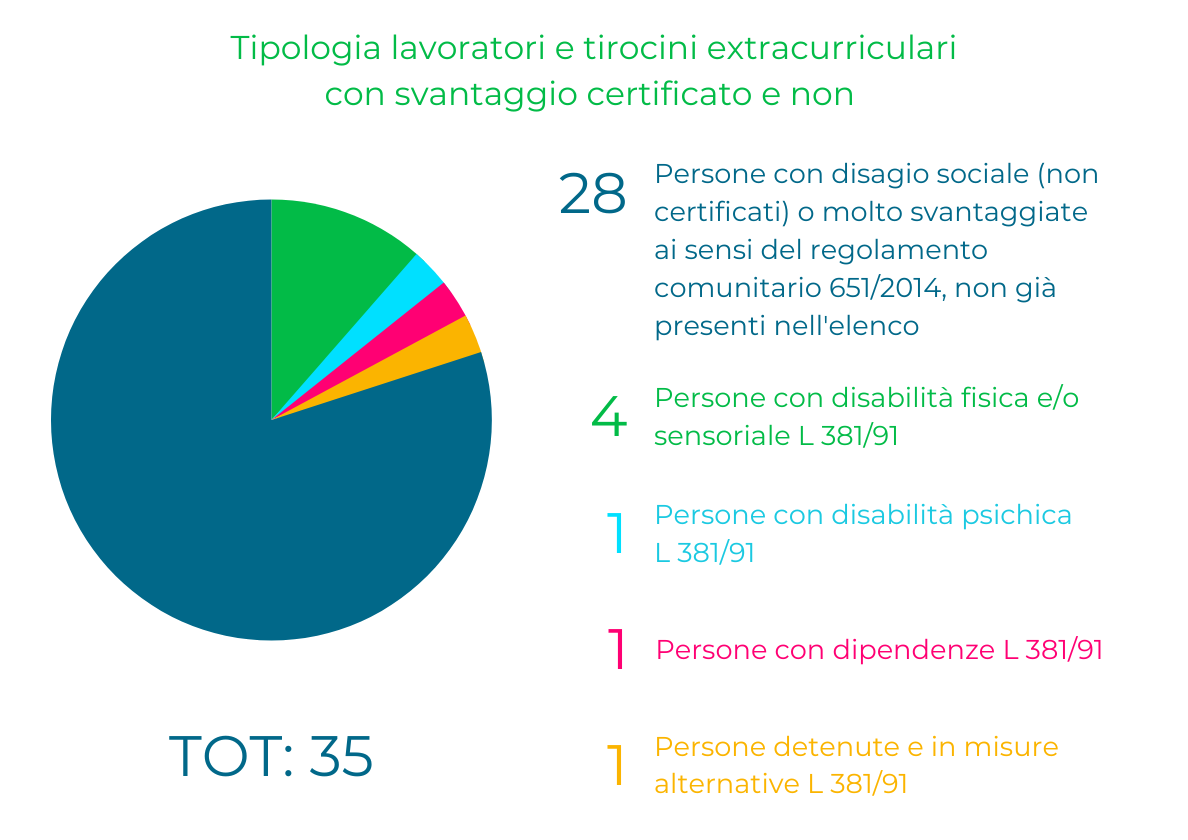 Tipologia lavoratori e tirocini extracurriculari
con svantaggio certificato e non
28
Persone con disagio sociale (non
certificati) o molto svantaggiate
ai sensi del regolamento
comunitario 651/2014, non già
presenti nell'elenco
4
Persone con disabilità fisica e/o
sensoriale L 381/91
1
Persone con disabilità psichica
L 381/91
1
Persone con dipendenze L 381/91
1
Persone detenute e in misure
alternative L 381/91
TOT: 35